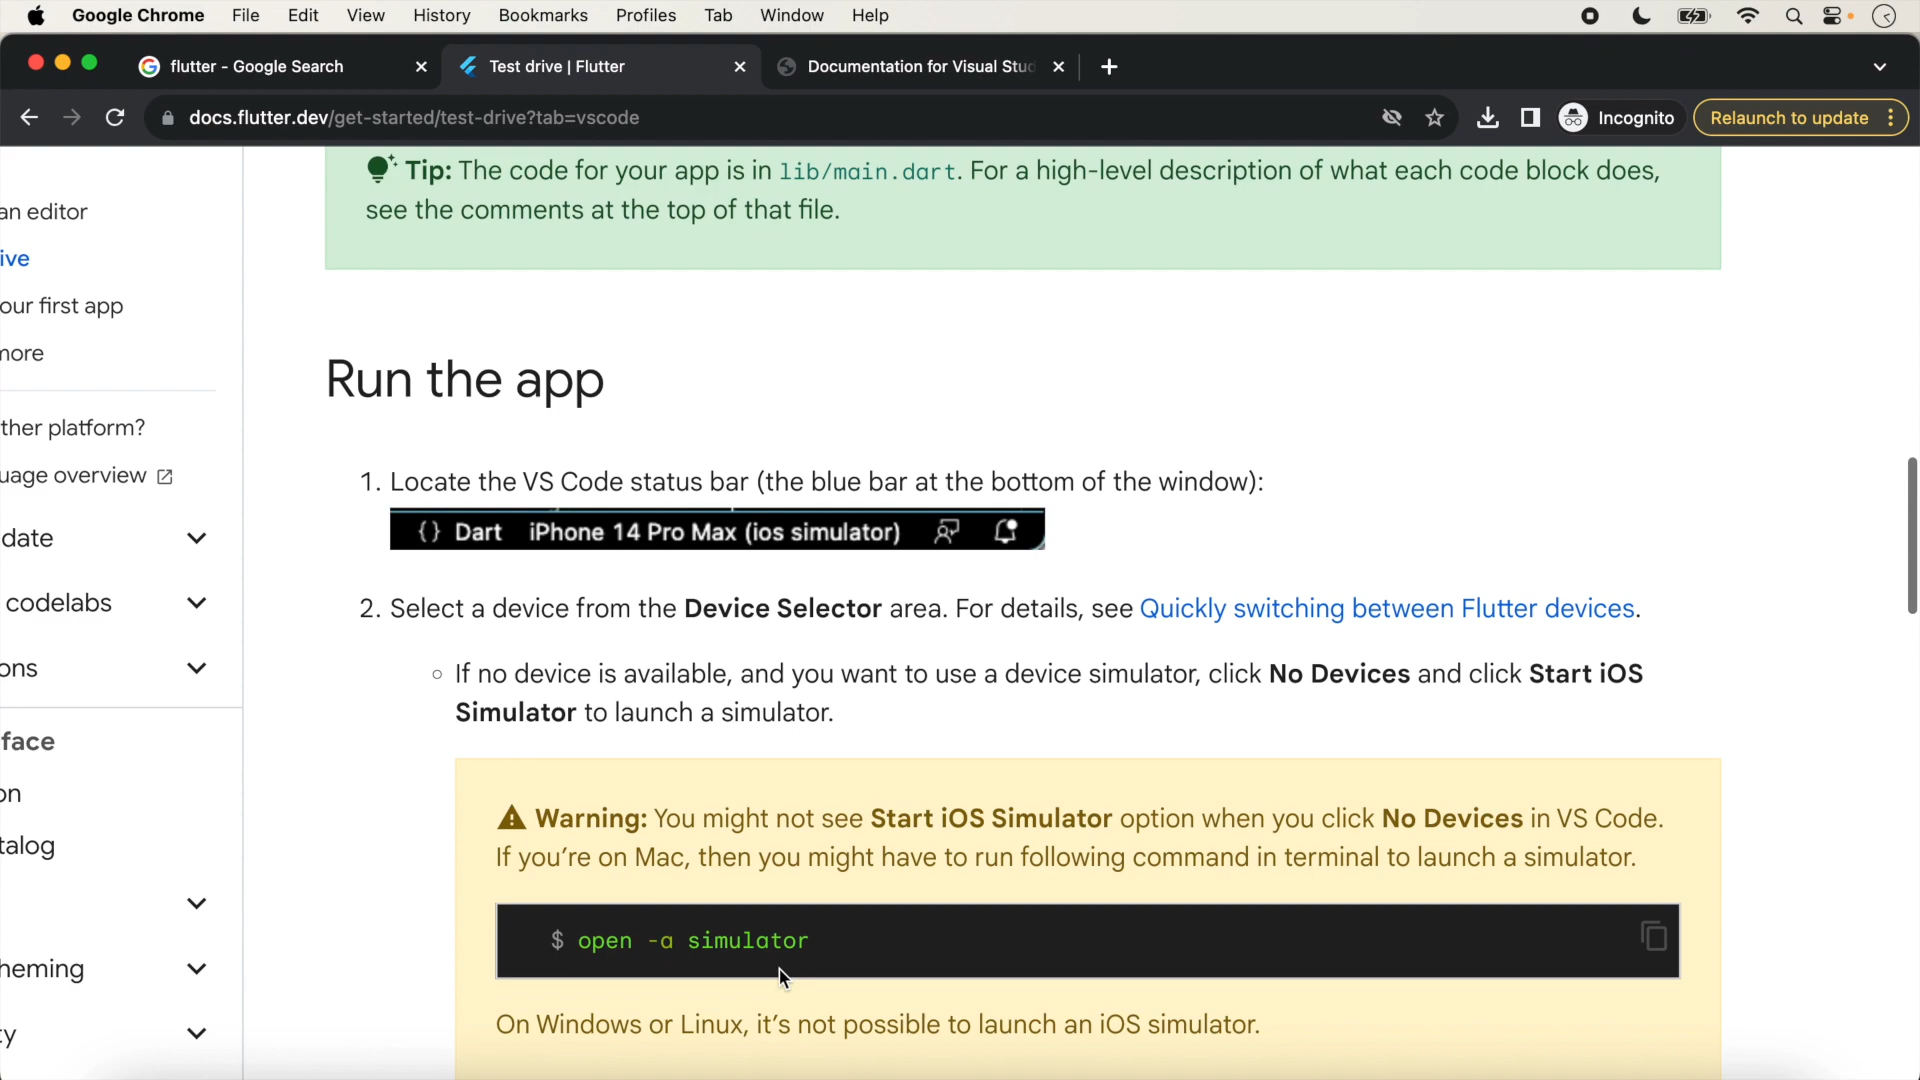 Google Chrome File Edit View History Bookmarks Profiles Tab Window Help
flutter - Google Search
Test drive | Flutter
Documentation for Visual Stud
docs.flutter.dev/get-started/test-drive?tab=vscode
Incognito
Relaunch to update
an editor
ive
our first app
more
ther platform?
uage overview
date
codelabs
ons
face
on
talog
heming
ty
Tip: The code for your app is in lib/main.dart. For a high-level description of what each code block does,
see the comments at the top of that file.
Run the app
1. Locate the VS Code status bar (the blue bar at the bottom of the window):
{} Dart iPhone 14 Pro Max (ios simulator)
2. Select a device from the Device Selector area. For details, see Quickly switching between Flutter devices.
If no device is available, and you want to use a device simulator, click No Devices and click Start iOS
Simulator to launch a simulator.
Warning: You might not see Start iOS Simulator option when you click No Devices in VS Code.
If you're on Mac, then you might have to run following command in terminal to launch a simulator.
$ open -a simulator
On Windows or Linux, it's not possible to launch an iOS simulator.